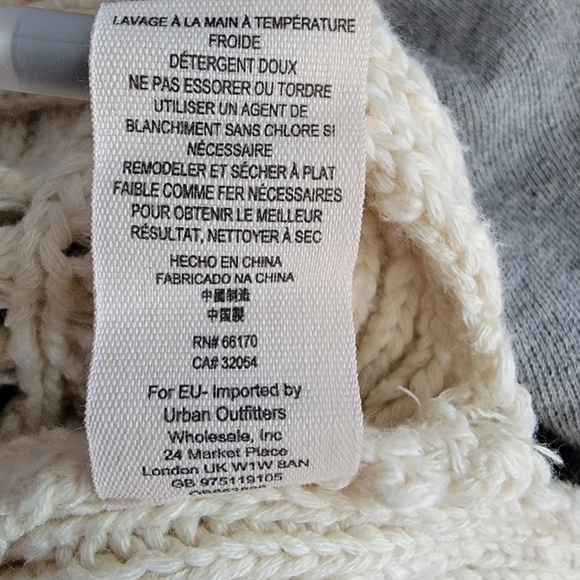 LAVAGE À LA MAIN À TEMPÉRATURE
FROIDE
DÉTERGENT DOUX
NE PAS ESSORER OU TORDRE
UTILISER UN AGENT DE
BLANCHIMENT SANS CHLORE SI
NÉCESSAIRE
REMODELER ET SÉCHER À PLAT
FAIBLE COMME FER NÉCESSAIRES
POUR OBTENIR LE MEILLEUR
RÉSULTAT, NETTOYER À SEC
HECHO EN CHINA
FABRICADO NA CHINA
中國制造
中国製
RN# 66170
CA# 32054
For EU- Imported by
Urban Outfitters
Wholesale, Inc
24 Market Place
London UK W1W 8AN
GB 975119105